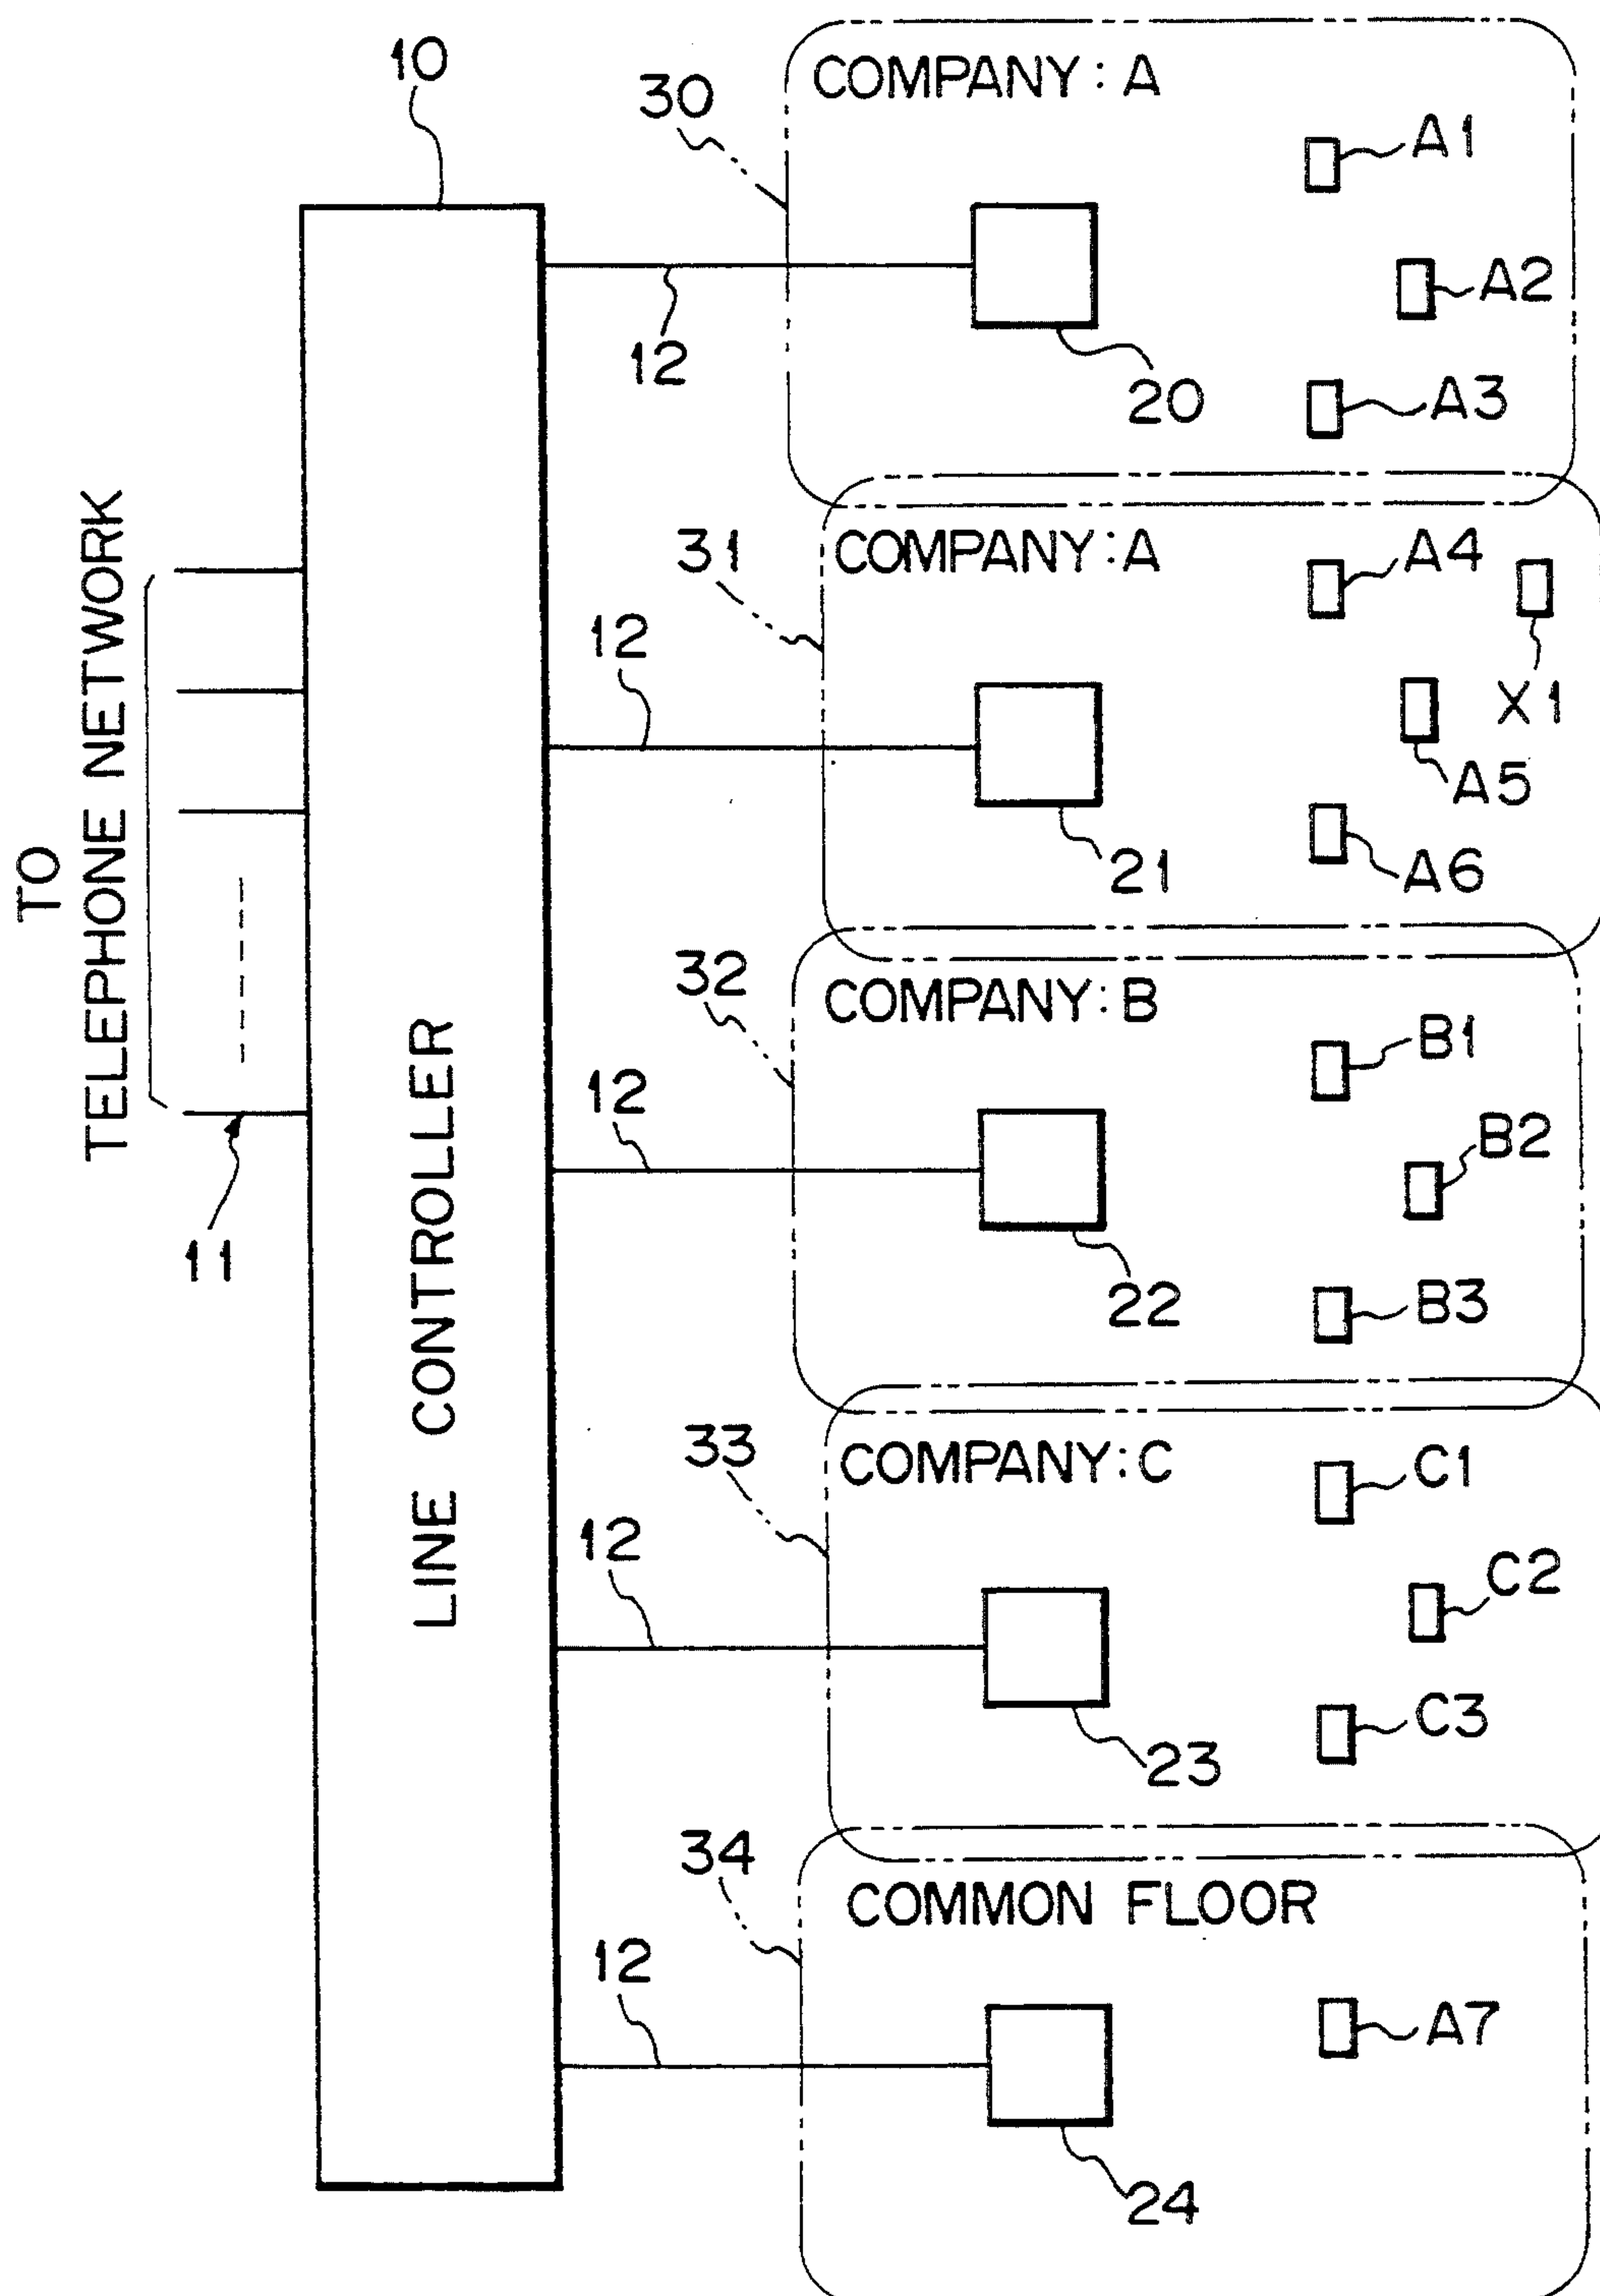 10
30
COMPANY: A
A1
A2
12
20
A3
TO
TELEPHONE NETWORK
31
COMPANY:A
A4
12
X1
A5
21
A6
32
COMPANY: B
B1
12
B2
11
LINE CONTROLLER
22
B3
33
COMPANY:C
C1
12
C2
23
C3
34
COMMON FLOOR
12
A7
24